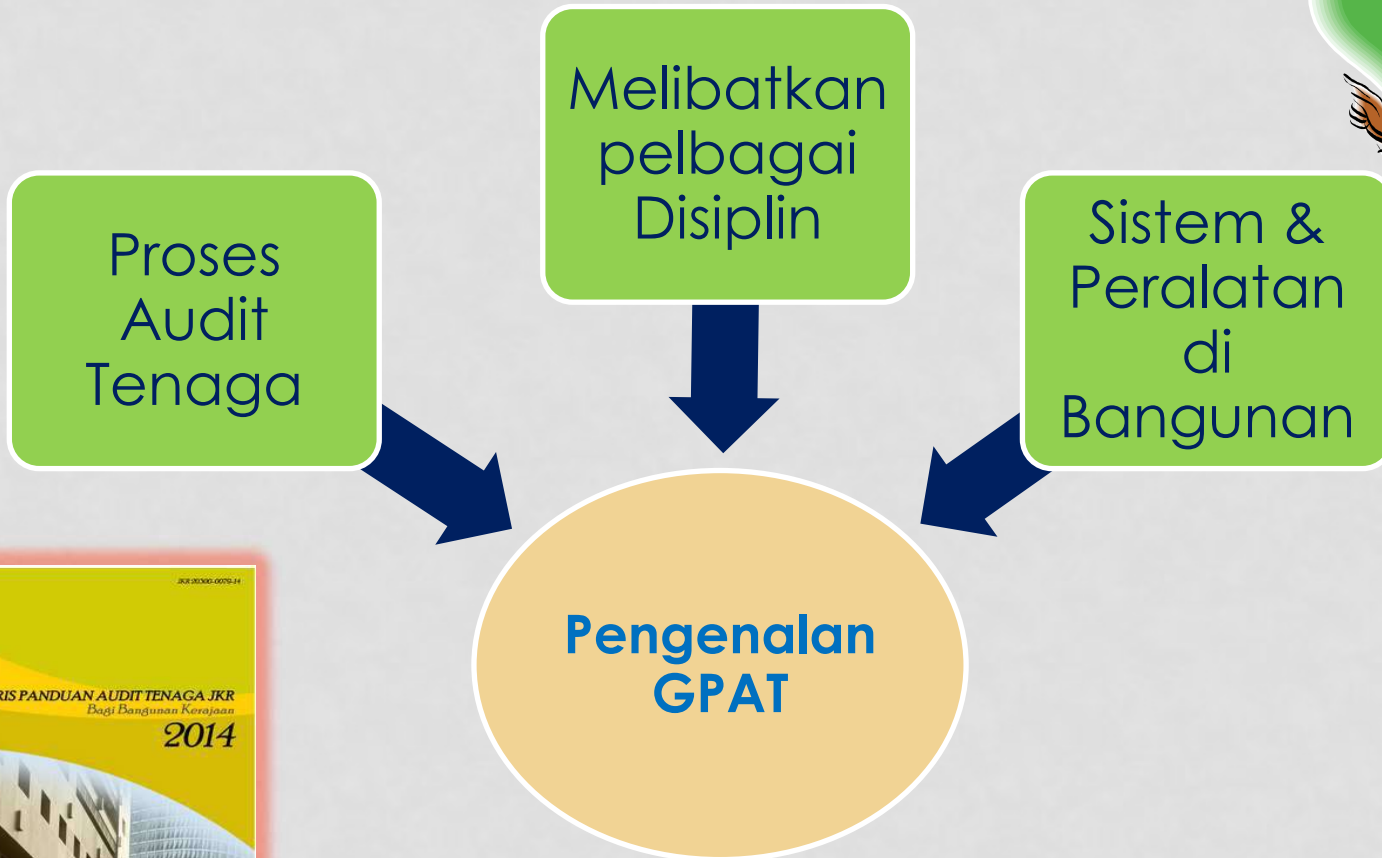 Melibatkan
pelbagai
Disiplin
Proses
Audit
Tenaga
Sistem &
Peralatan
di
Bangunan
Pengenalan
GPAT
PANDUAN AUDIT TENAGA JKR
Bagi Bangunan Kerajaan
2014